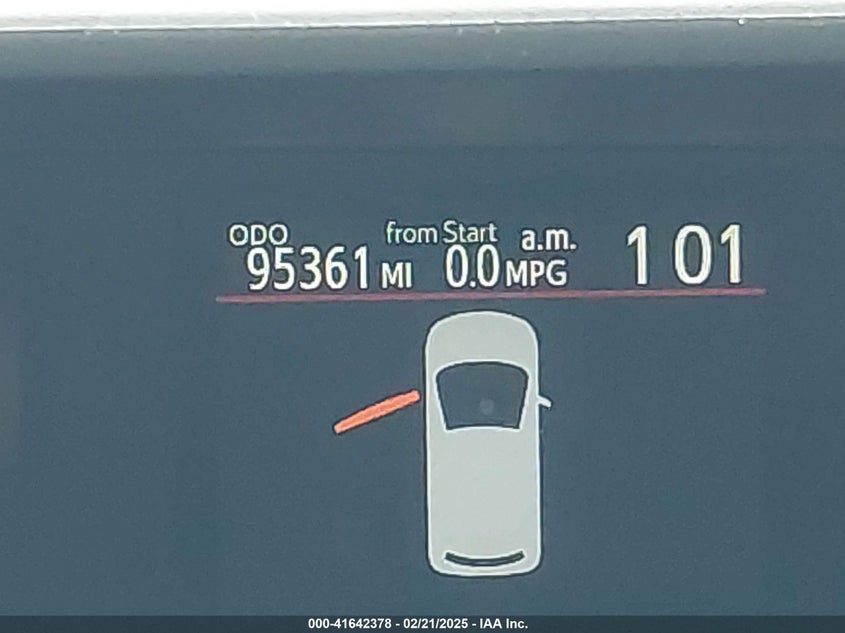 ODO from Start a.m. 1 01
95361 MI 0.0 MPG
000-41642378 - 02/21/2025 - IAA Inc.